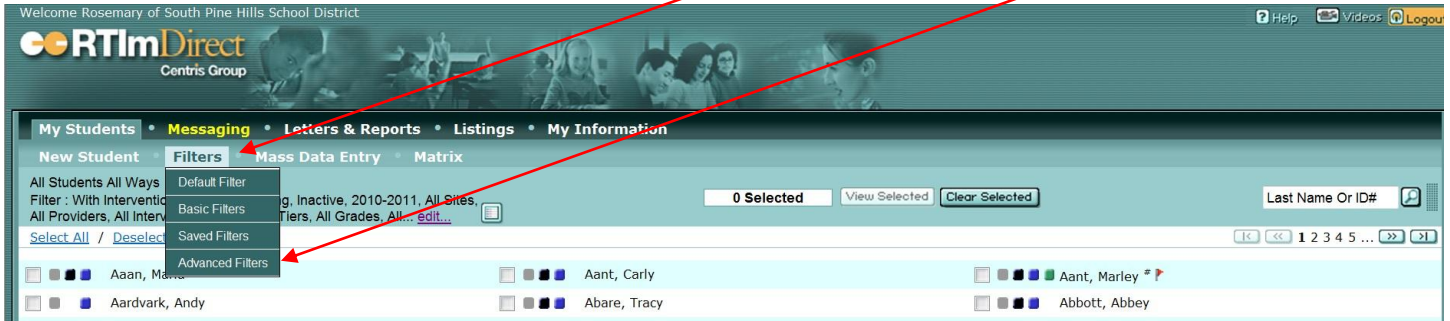 Welcome Rosemary of South Pine Hills School District
Help Videos Logout
RTImDirect
Centris Group
My Students • Messaging • Letters & Reports • Listings • My Information
New Student • Filters • Mass Data Entry • Matrix
All Students All Ways
Filter : With g, Inactive, 2010-2011, All Sites,
All Providers, All Tiers, All Grades, All... edit...
Default Filter
Basic Filters
Saved Filters
Advanced Filters
0 Selected View Selected Clear Selected
Last Name Or ID#
Select All / Deselect
1 2 3 4 5 ...
Aaan, Aant, Carly Aant, Marley #
Aardvark, Andy Abare, Tracy Abbott, Abbey